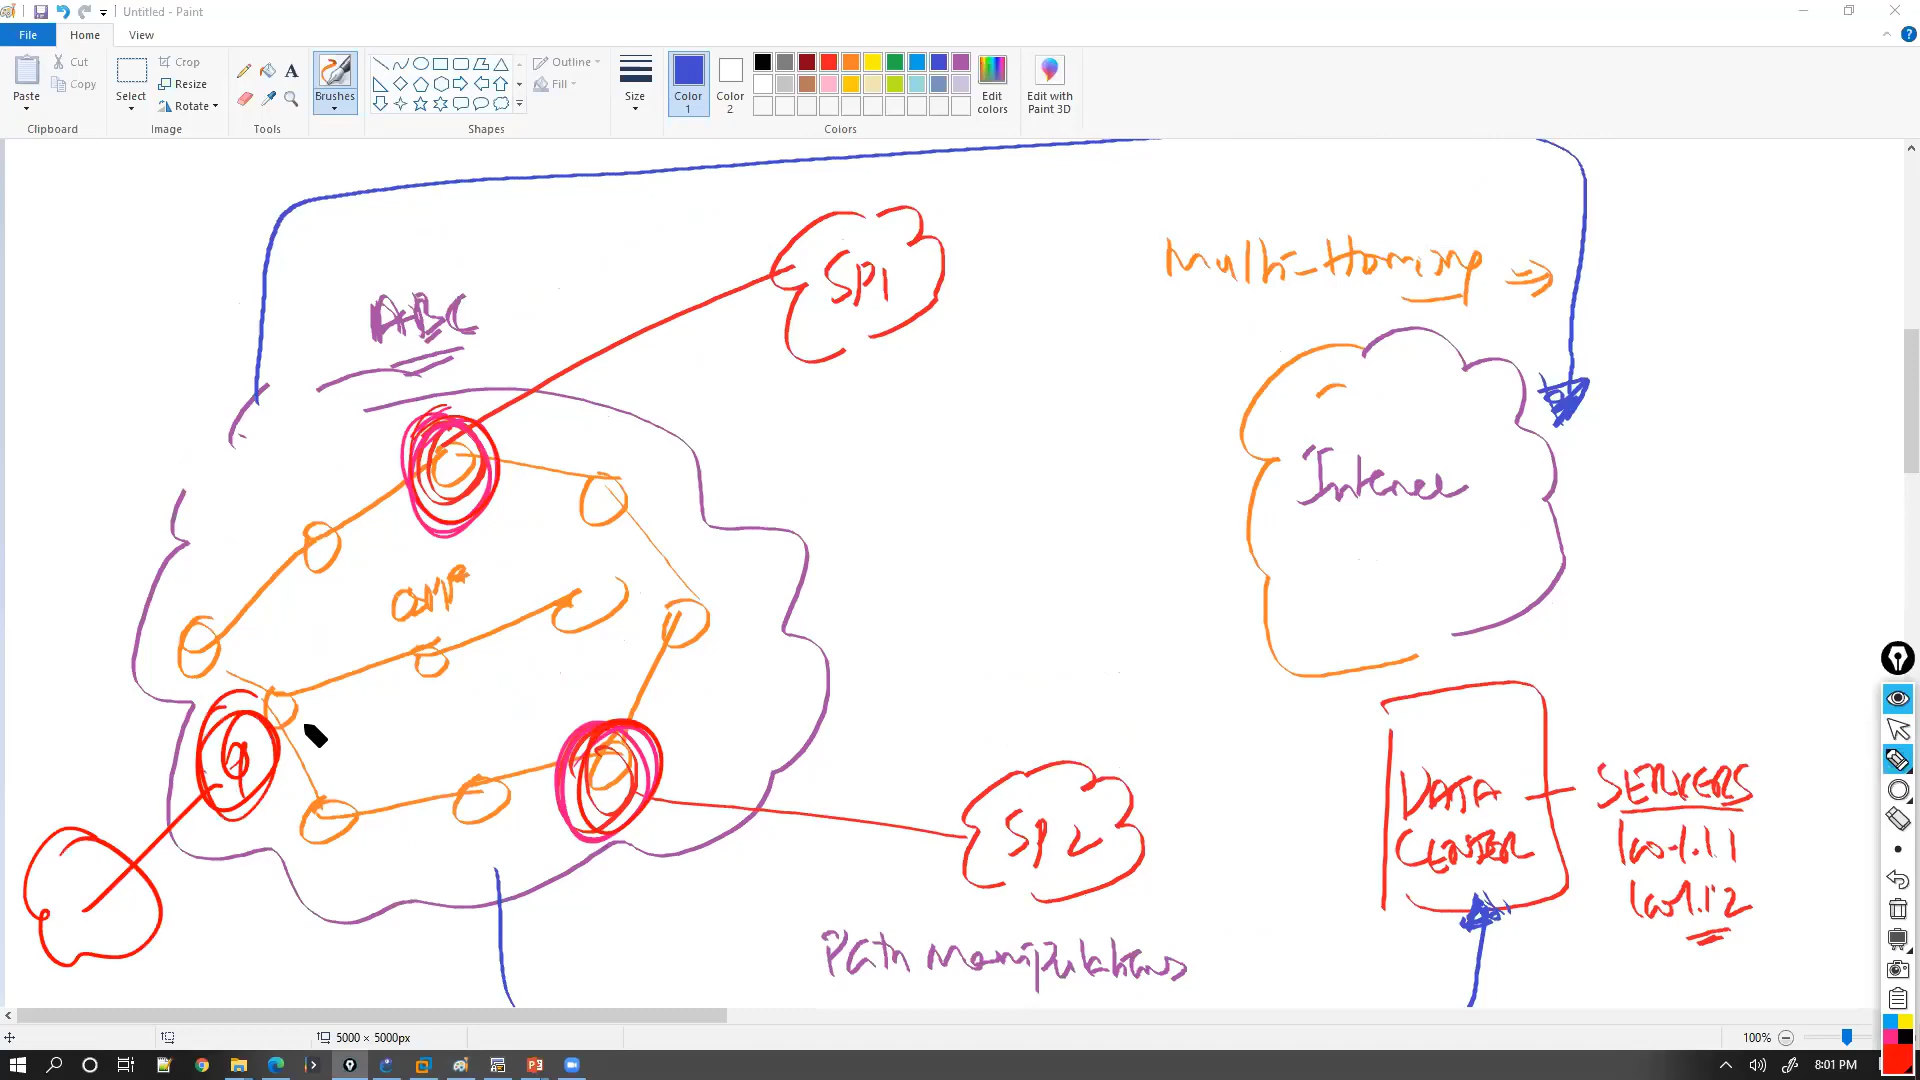 Untitled - Paint
File
Home
View
Paste
Cut
Copy
Clipboard
Select
Crop
Resize
Rotate
Image
Tools
Brushes
Shapes
Outline
Fill
Size
Color 1
Color 2
Edit colors
Colors
Edit with Paint 3D
Multi-Homing
SP1
ABC
Internet
OSPF
DATA CENTER
SERVERS
SP2
Path Manipulations
5000 × 5000px
100%
8:01 PM